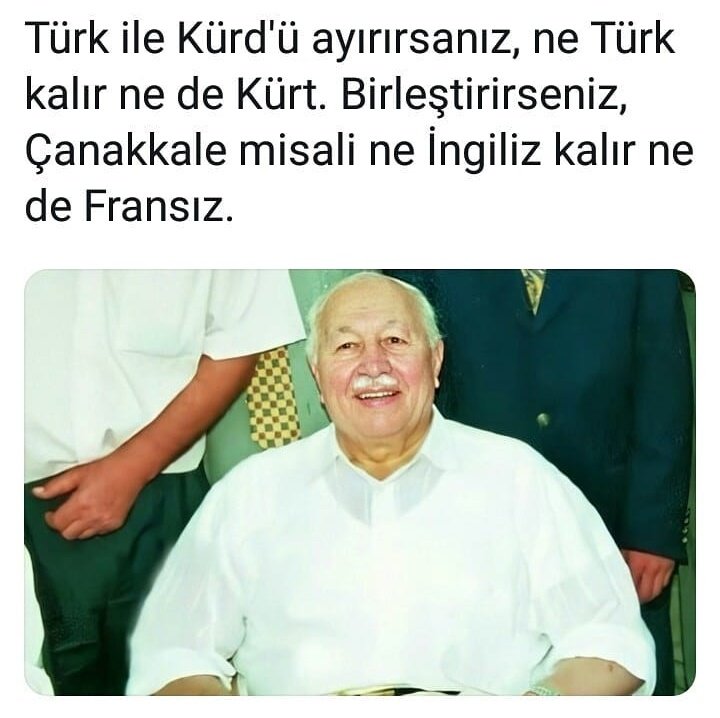 Türk ile Kürd'ü ayırırsanız, ne Türk
kalır ne de Kürt. Birleştirirseniz,
Çanakkale misali ne İngiliz kalır ne
de Fransız.